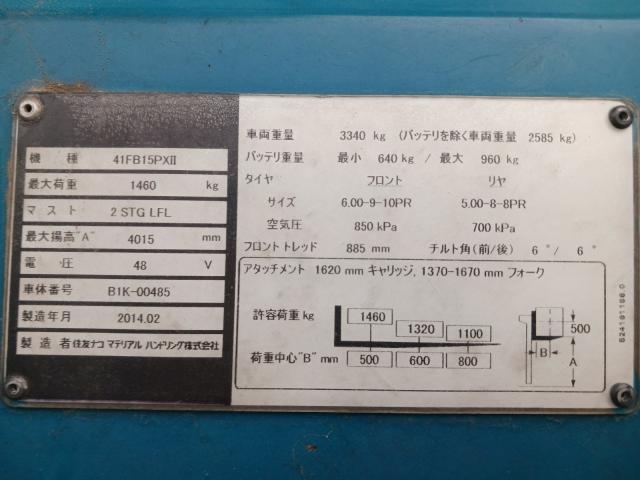 機 種 41FB15PXII
最大荷重 1460 kg
マスト 2 STG LFL
最大揚高"A" 4015 mm
電 圧 48 V
車体番号 B1K-00485
製造年月 2014.02
製 造 者 住友ナコ マテリアル ハンドリング株式会社
車両重量 3340 kg (バッテリを除く車両重量 2585 kg)
バッテリ重量 最小 640 kg / 最大 960 kg
タイヤ フロント リヤ
サイズ 6.00-9-10PR 5.00-8-8PR
空気圧 850 kPa 700 kPa
フロントトレッド 885 mm チルト角(前/後) 6 °/ 6 °
アタッチメント 1620 mm キャリッジ, 1370-1670 mm フォーク
許容荷重 kg 1460 1320 1100
荷重中心"B" mm 500 600 800
500
B
A